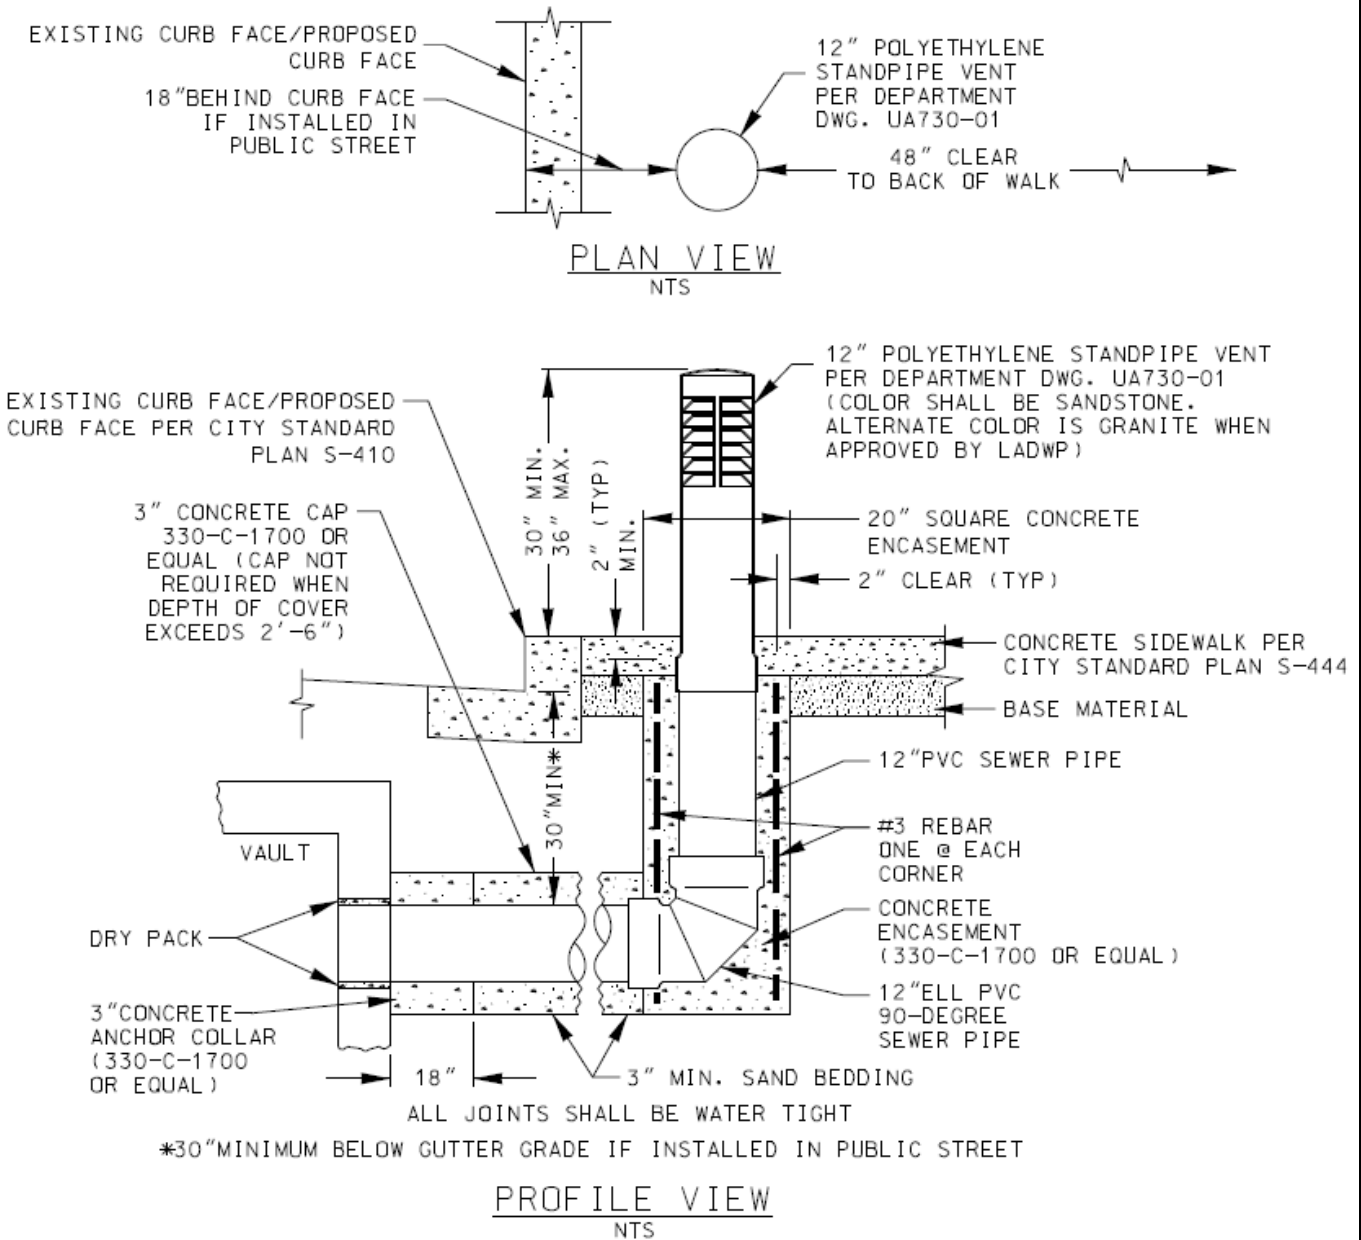 EXISTING CURB FACE/PROPOSED
CURB FACE
18"BEHIND CURB FACE
IF INSTALLED IN
PUBLIC STREET
12" POLYETHYLENE
STANDPIPE VENT
PER DEPARTMENT
DWG. UA730-01
48" CLEAR
TO BACK OF WALK
PLAN VIEW
NTS
12" POLYETHYLENE STANDPIPE VENT
PER DEPARTMENT DWG. UA730-01
(COLOR SHALL BE SANDSTONE.
ALTERNATE COLOR IS GRANITE WHEN
APPROVED BY LADWP)
EXISTING CURB FACE/PROPOSED
CURB FACE PER CITY STANDARD
PLAN S-410
30" MIN.
36" MAX.
2" (TYP)
MIN.
3" CONCRETE CAP
330-C-1700 OR
EQUAL (CAP NOT
REQUIRED WHEN
DEPTH OF COVER
EXCEEDS 2'-6")
20" SQUARE CONCRETE
ENCASEMENT
2" CLEAR (TYP)
CONCRETE SIDEWALK PER
CITY STANDARD PLAN S-444
BASE MATERIAL
30"MIN*
12"PVC SEWER PIPE
#3 REBAR
ONE @ EACH
CORNER
VAULT
CONCRETE
ENCASEMENT
(330-C-1700 OR EQUAL)
DRY PACK
12"ELL PVC
90-DEGREE
SEWER PIPE
3"CONCRETE
ANCHOR COLLAR
(330-C-1700
OR EQUAL)
18"
3" MIN. SAND BEDDING
ALL JOINTS SHALL BE WATER TIGHT
*30"MINIMUM BELOW GUTTER GRADE IF INSTALLED IN PUBLIC STREET
PROFILE VIEW
NTS